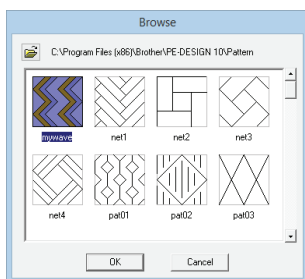 Browse
C:\Program Files (x86)\Brother\PE-DESIGN 10\Pattern
mywave net1 net2 net3
net4 pat01 pat02 pat03
OK Cancel